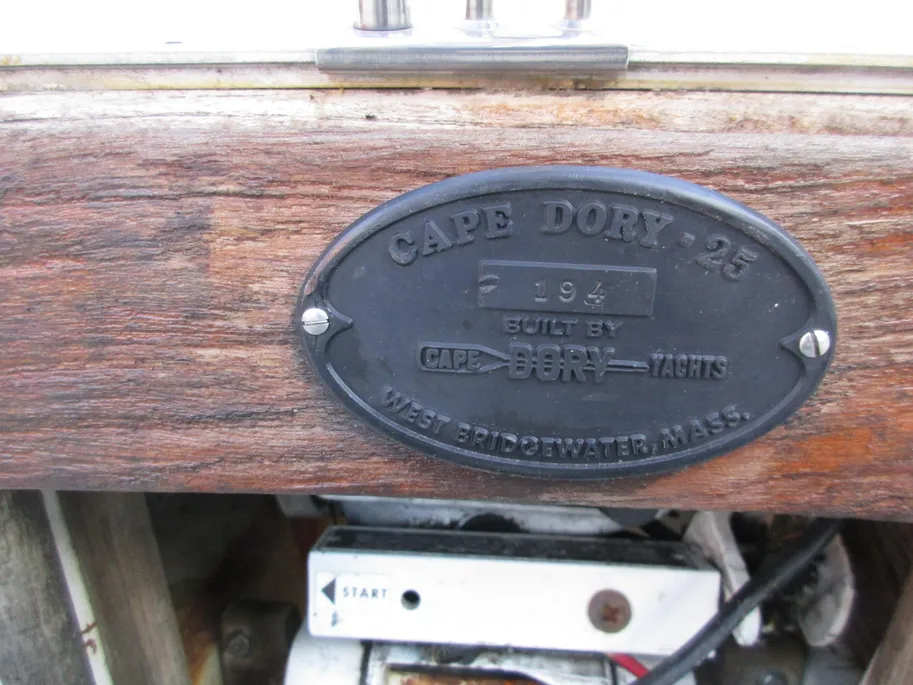 CAPE DORY - 25
194
BUILT BY
CAPE DORY YACHTS
WEST BRIDGEWATER, MASS.
START